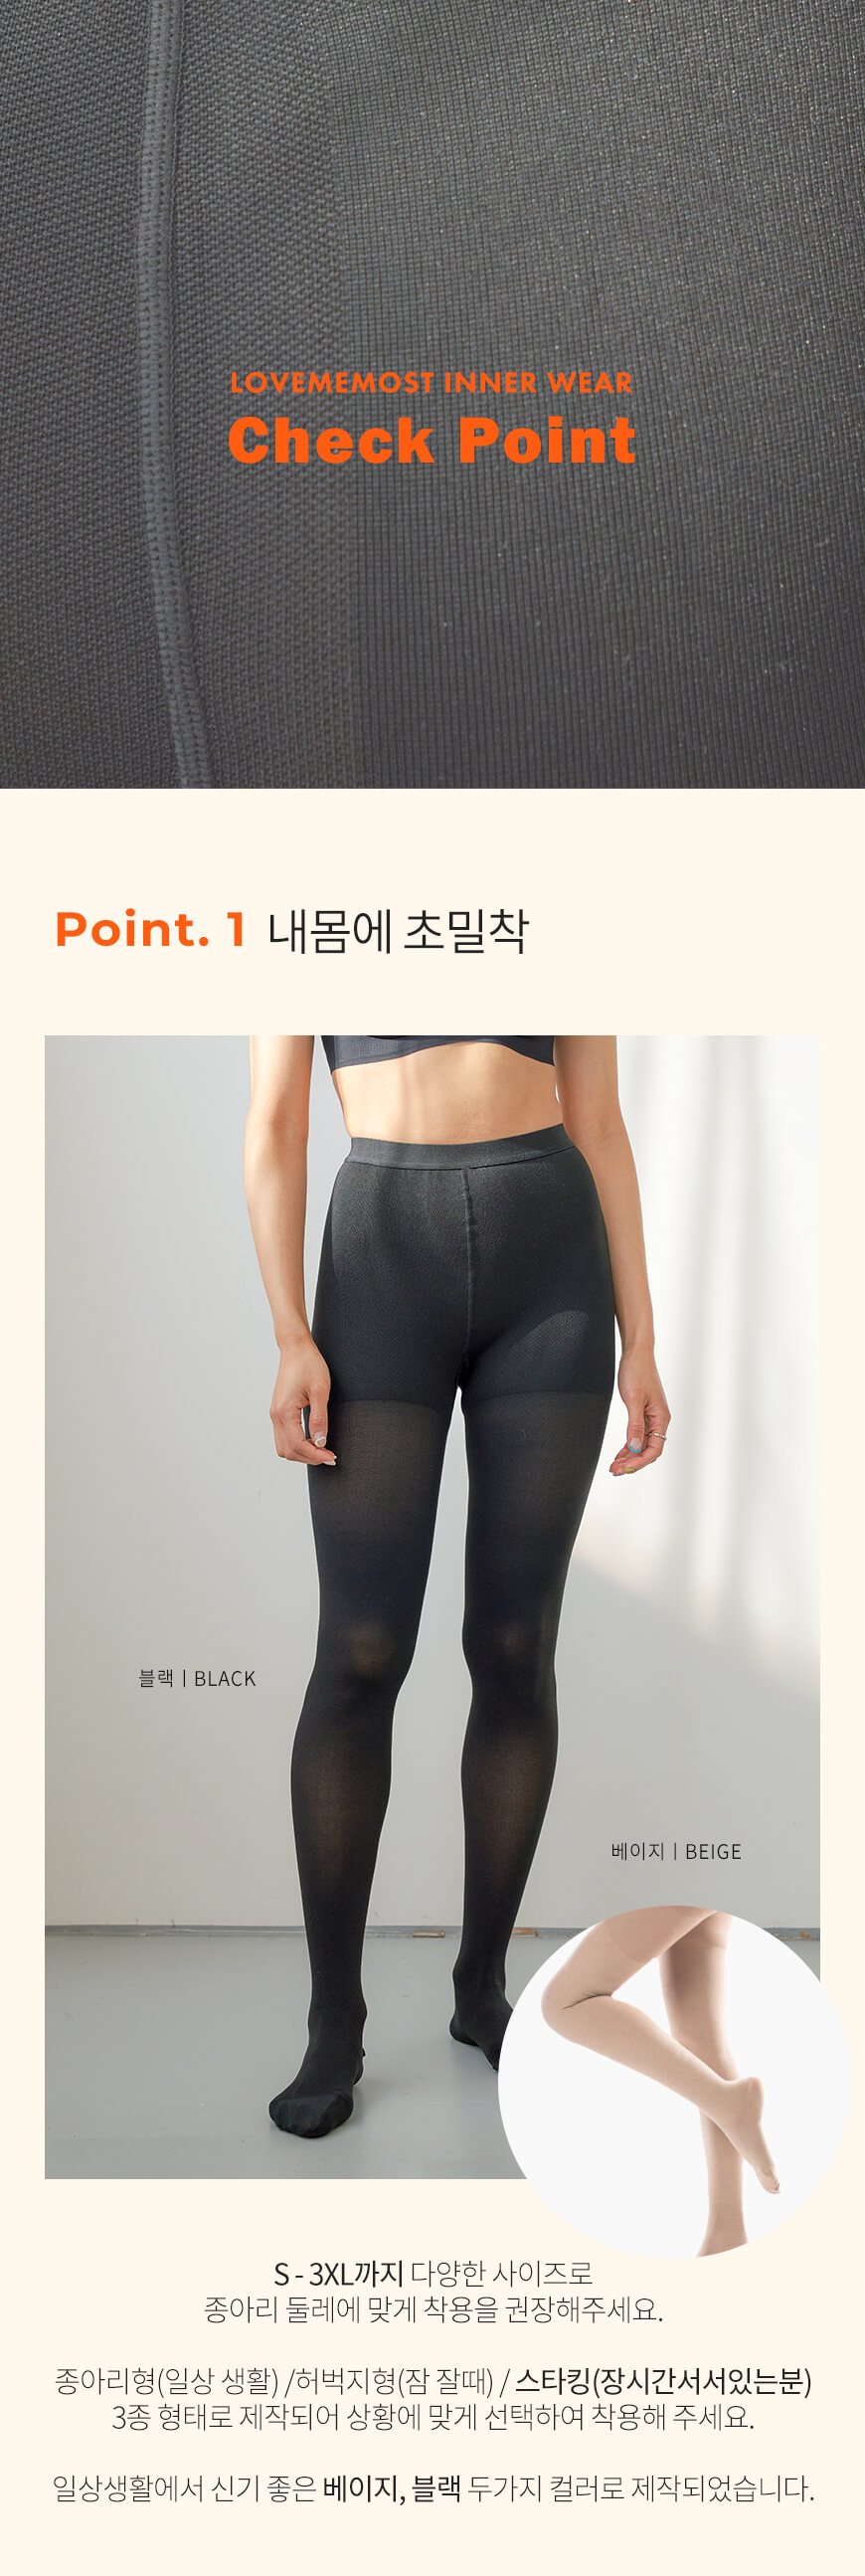 LOVEMEMOST INNER WEAR
Check Point
Point. 1 내몸에 초밀착
블랙 | BLACK
베이지 | BEIGE
S - 3XL까지 다양한 사이즈로
종아리 둘레에 맞게 착용을 권장해주세요.
종아리형(일상 생활) /허벅지형(잠 잘때) / 스타킹(장시간서서있는분)
3종 형태로 제작되어 상황에 맞게 선택하여 착용해 주세요.
일상생활에서 신기 좋은 베이지, 블랙 두가지 컬러로 제작되었습니다.